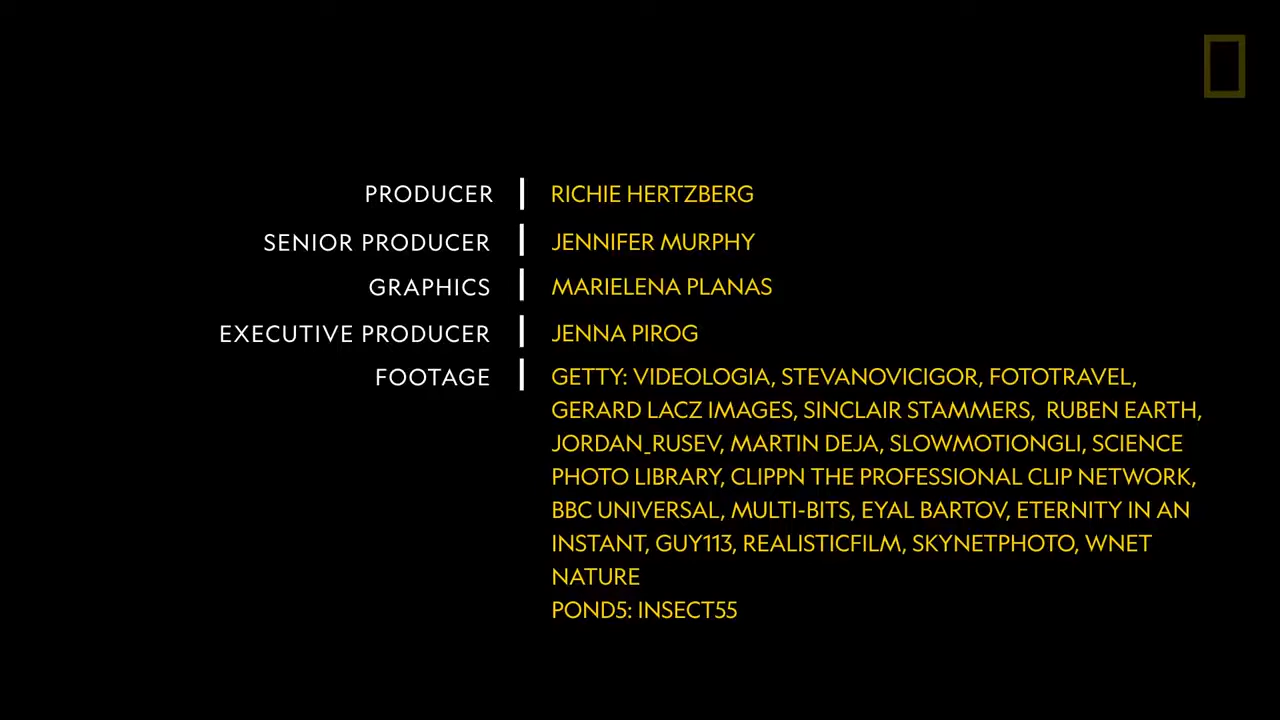 PRODUCER | RICHIE HERTZBERG
SENIOR PRODUCER | JENNIFER MURPHY
GRAPHICS | MARIELENA PLANAS
EXECUTIVE PRODUCER | JENNA PIROG
FOOTAGE | GETTY: VIDEOLOGIA, STEVANOVICIGOR, FOTOTRAVEL,
GERARD LACZ IMAGES, SINCLAIR STAMMERS, RUBEN EARTH,
JORDAN_RUSEV, MARTIN DEJA, SLOWMOTIONGLI, SCIENCE
PHOTO LIBRARY, CLIPPN THE PROFESSIONAL CLIP NETWORK,
BBC UNIVERSAL, MULTI-BITS, EYAL BARTOV, ETERNITY IN AN
INSTANT, GUY113, REALISTICFILM, SKYNETPHOTO, WNET
NATURE
POND5: INSECT55